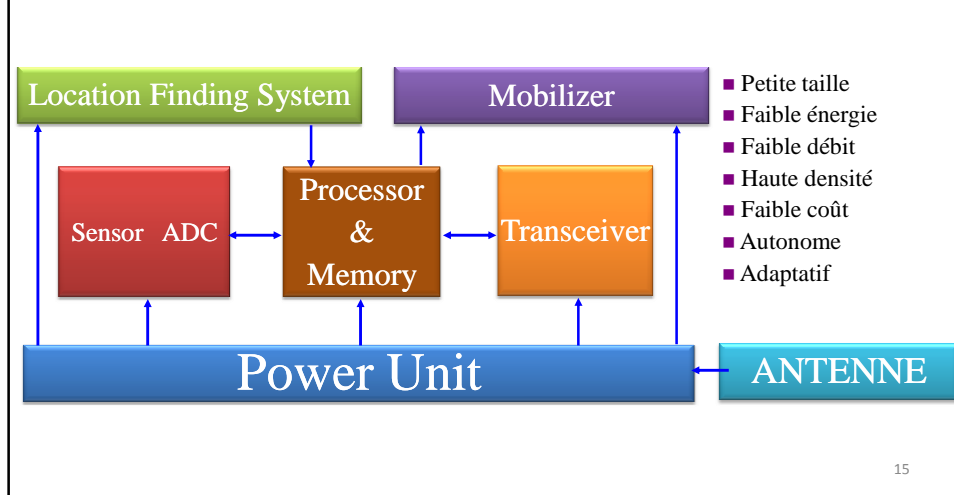 Location Finding System
Mobilizer
Sensor ADC
Processor
&
Memory
Transceiver
Power Unit
ANTENNE
■ Petite taille
■ Faible énergie
■ Faible débit
■ Haute densité
■ Faible coût
■ Autonome
■ Adaptatif
15